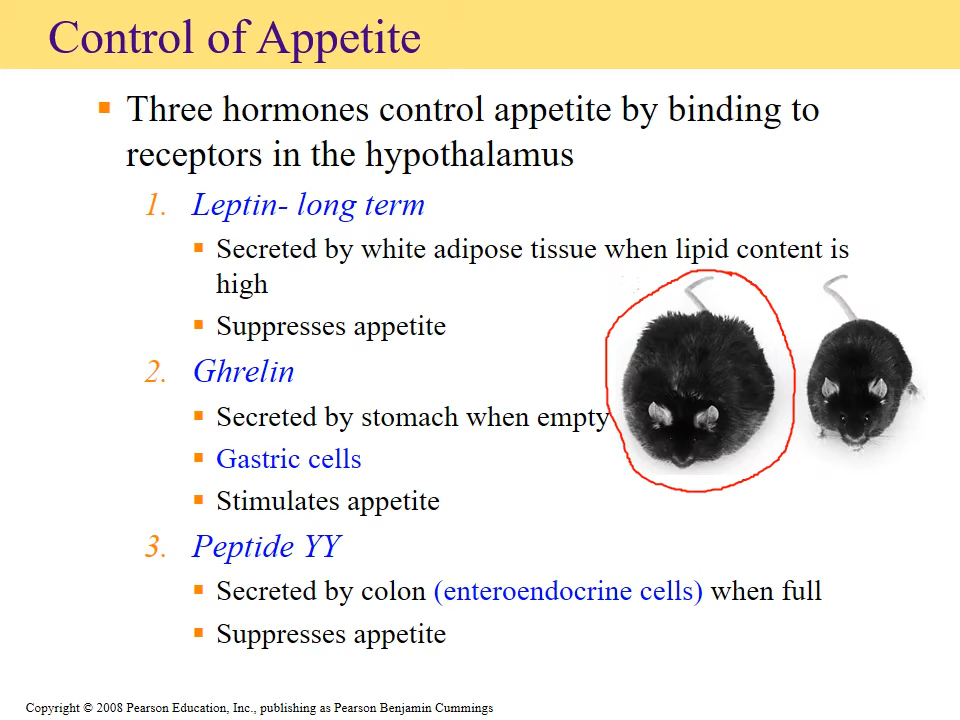 Control of Appetite
▪ Three hormones control appetite by binding to
receptors in the hypothalamus
1. Leptin- long term
▪ Secreted by white adipose tissue when lipid content is
high
▪ Suppresses appetite
2. Ghrelin
▪ Secreted by stomach when empty
▪ Gastric cells
▪ Stimulates appetite
3. Peptide YY
▪ Secreted by colon (enteroendocrine cells) when full
▪ Suppresses appetite
Copyright © 2008 Pearson Education, Inc., publishing as Pearson Benjamin Cummings